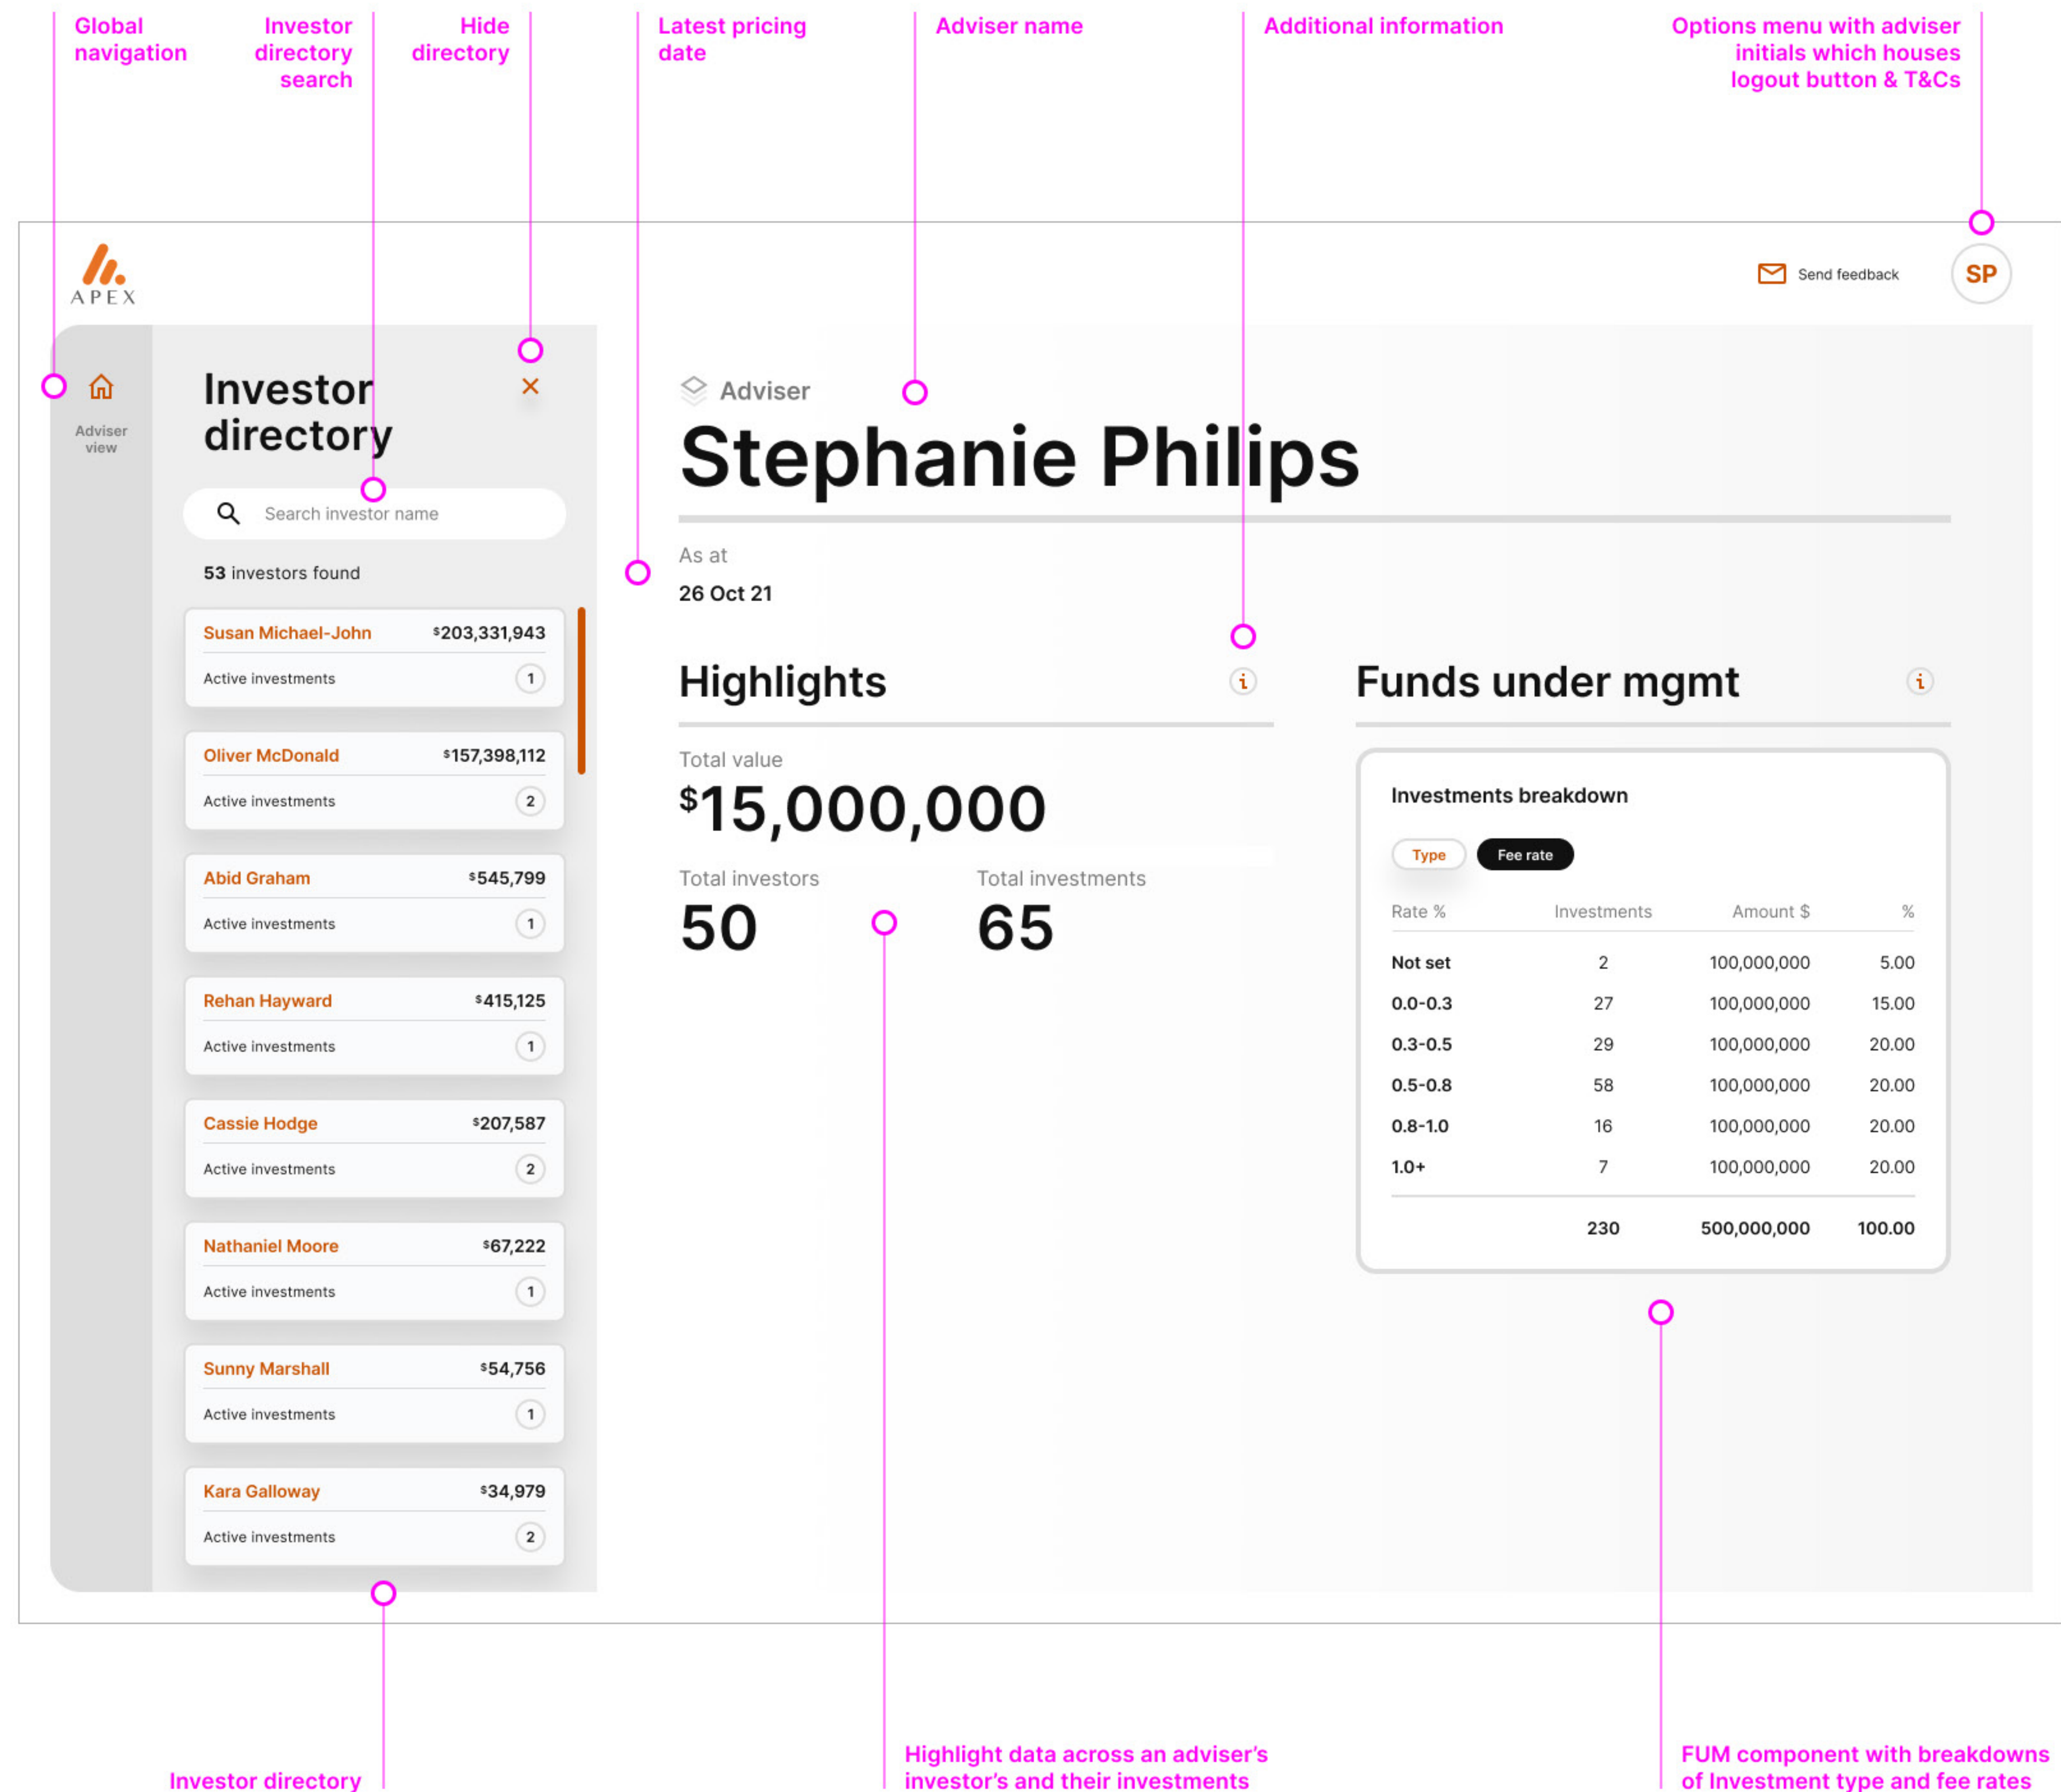 Global
navigation
Investor
directory
search
Hide
directory
Latest pricing
date
Adviser name
Additional information
Options menu with adviser
initials which houses
logout button & T&Cs
APEX
Send feedback
SP
Adviser
view
Investor
directory
Search investor name
53 investors found
Susan Michael-John $203,331,943
Active investments 1
Oliver McDonald $157,398,112
Active investments 2
Abid Graham $545,799
Active investments 1
Rehan Hayward $415,125
Active investments 1
Cassie Hodge $207,587
Active investments 2
Nathaniel Moore $67,222
Active investments 1
Sunny Marshall $54,756
Active investments 1
Kara Galloway $34,979
Active investments 2
Adviser
Stephanie Philips
As at
26 Oct 21
Highlights i
Total value
$15,000,000
Total investors Total investments
50 65
Funds under mgmt i
Investments breakdown
Type Fee rate
Rate % Investments Amount $ %
Not set 2 100,000,000 5.00
0.0-0.3 27 100,000,000 15.00
0.3-0.5 29 100,000,000 20.00
0.5-0.8 58 100,000,000 20.00
0.8-1.0 16 100,000,000 20.00
1.0+ 7 100,000,000 20.00
230 500,000,000 100.00
Investor directory
Highlight data across an adviser’s
investor’s and their investments
FUM component with breakdowns
of Investment type and fee rates